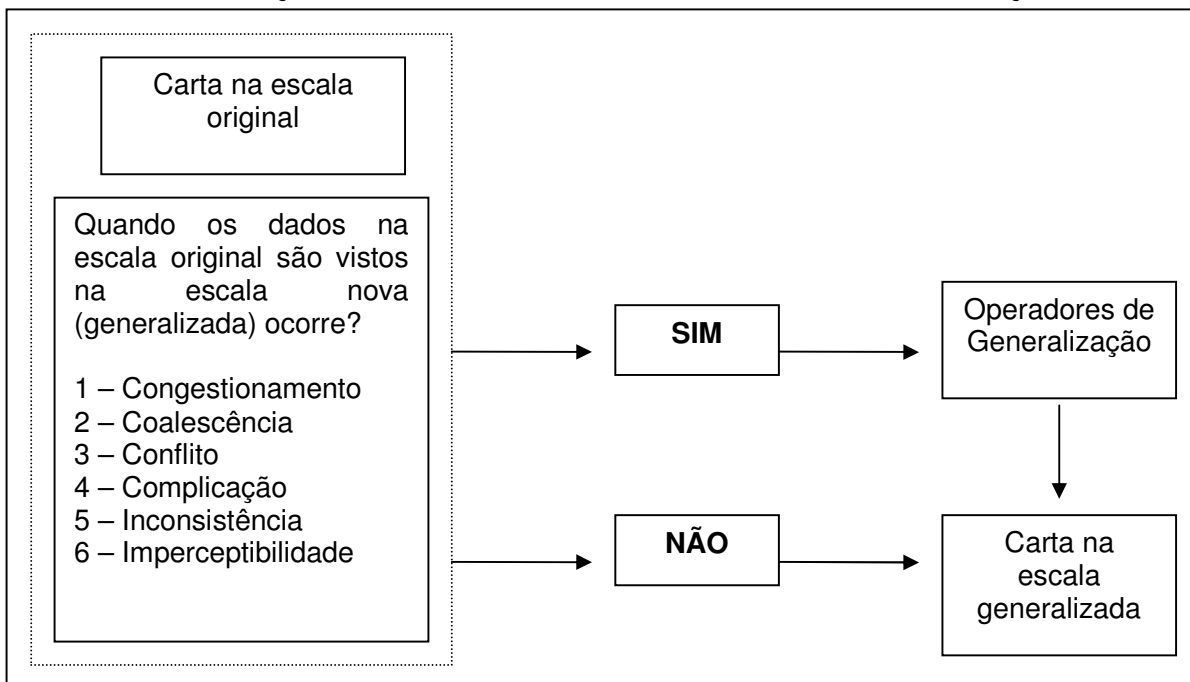 Carta na escala
original
Quando os dados na
escala original são vistos
na escala nova
(generalizada) ocorre?
1 – Congestionamento
2 – Coalescência
3 – Conflito
4 – Complicação
5 – Inconsistência
6 – Imperceptibilidade
SIM
Operadores de
Generalização
NÃO
Carta na
escala
generalizada